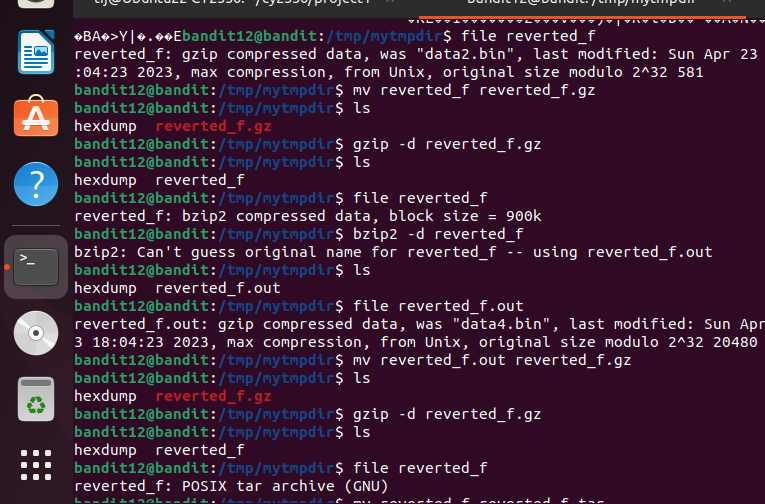 �BA�>Y|�.��Ebandit12@bandit:/tmp/mytmpdir$ file reverted_f
reverted_f: gzip compressed data, was "data2.bin", last modified: Sun Apr 23
:04:23 2023, max compression, from Unix, original size modulo 2^32 581
bandit12@bandit:/tmp/mytmpdir$ mv reverted_f reverted_f.gz
bandit12@bandit:/tmp/mytmpdir$ ls
hexdump  reverted_f.gz
bandit12@bandit:/tmp/mytmpdir$ gzip -d reverted_f.gz
bandit12@bandit:/tmp/mytmpdir$ ls
hexdump  reverted_f
bandit12@bandit:/tmp/mytmpdir$ file reverted_f
reverted_f: bzip2 compressed data, block size = 900k
bandit12@bandit:/tmp/mytmpdir$ bzip2 -d reverted_f
bzip2: Can't guess original name for reverted_f -- using reverted_f.out
bandit12@bandit:/tmp/mytmpdir$ ls
hexdump  reverted_f.out
bandit12@bandit:/tmp/mytmpdir$ file reverted_f.out
reverted_f.out: gzip compressed data, was "data4.bin", last modified: Sun Apr
3 18:04:23 2023, max compression, from Unix, original size modulo 2^32 20480
bandit12@bandit:/tmp/mytmpdir$ mv reverted_f.out reverted_f.gz
bandit12@bandit:/tmp/mytmpdir$ ls
hexdump  reverted_f.gz
bandit12@bandit:/tmp/mytmpdir$ gzip -d reverted_f.gz
bandit12@bandit:/tmp/mytmpdir$ ls
hexdump  reverted_f
bandit12@bandit:/tmp/mytmpdir$ file reverted_f
reverted_f: POSIX tar archive (GNU)
bandit12@bandit:/tmp/mytmpdir$ mv reverted_f reverted_f.tar